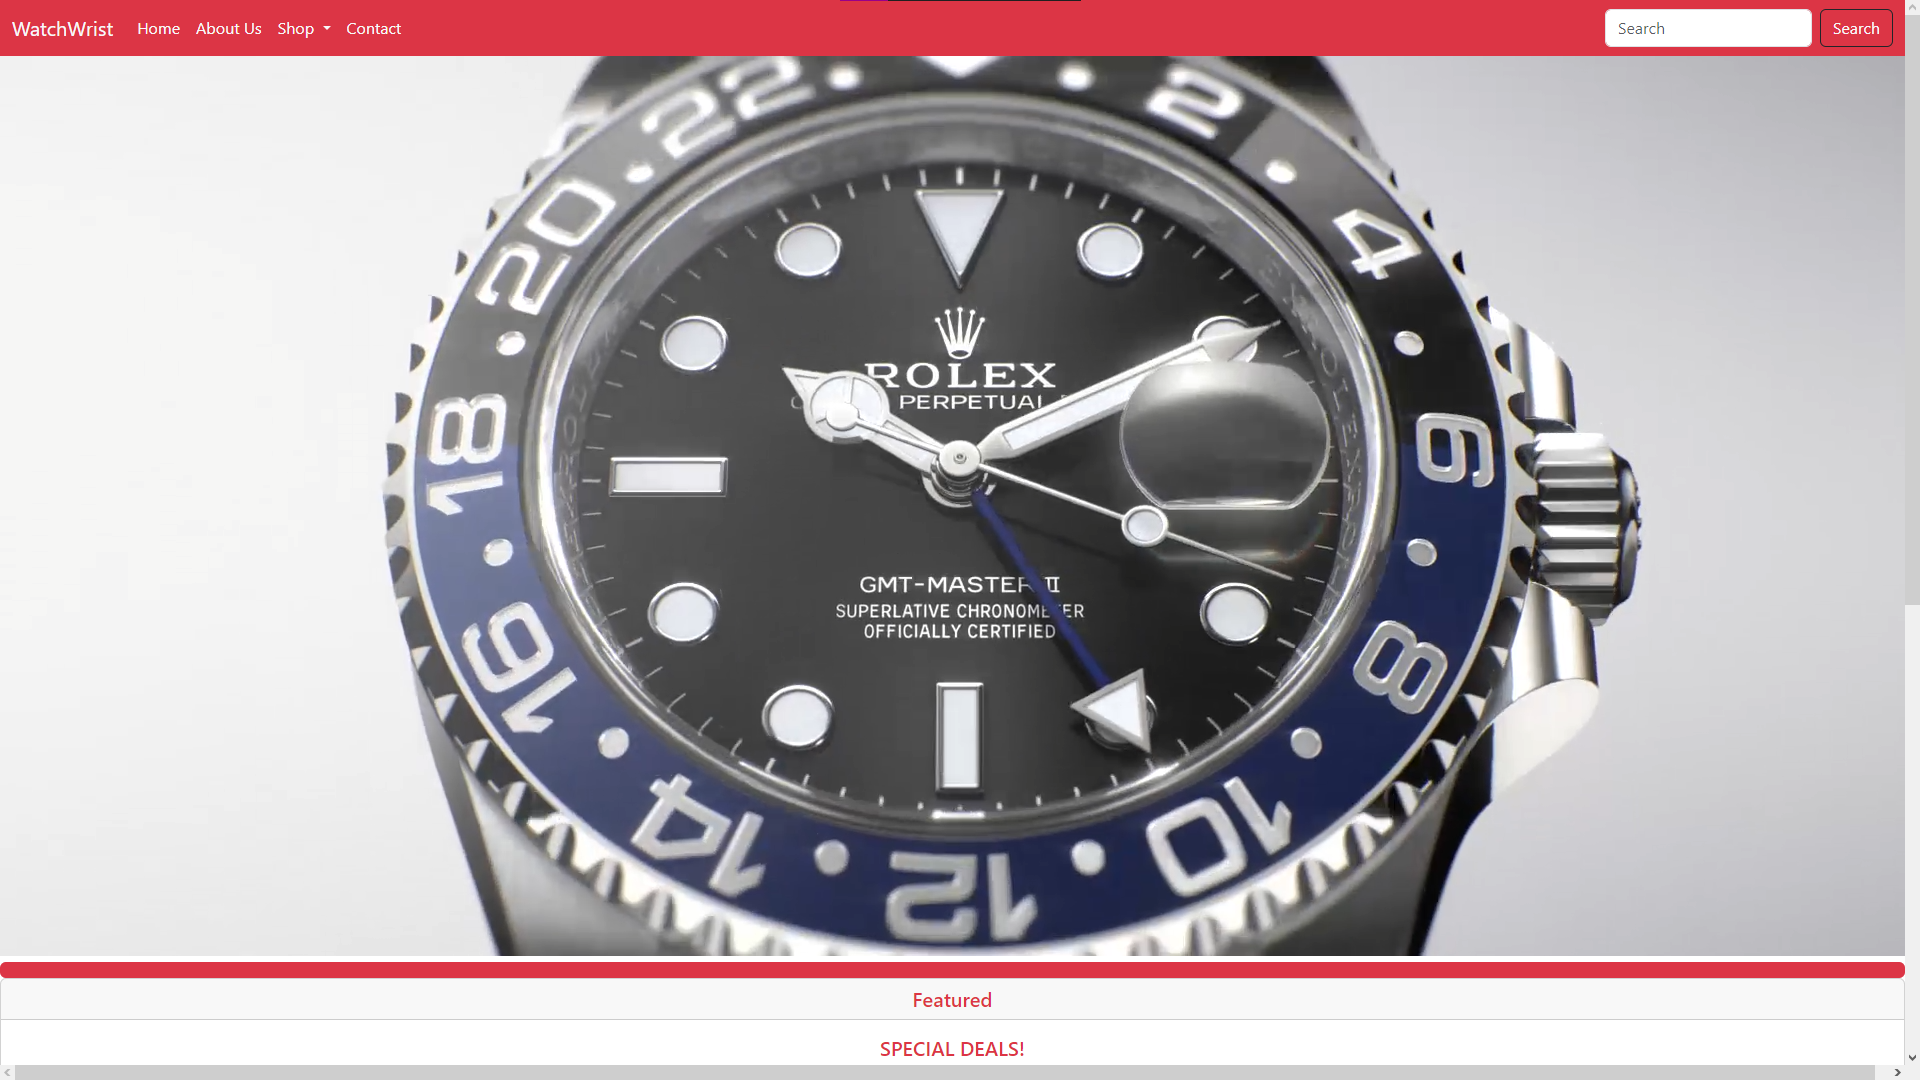 WatchWrist Home About Us Shop Contact Search Search
22
2
20
4
ROLEX
PERPETUAL
18
6
GMT-MASTER II
SUPERLATIVE CHRONOMETER
OFFICIALLY CERTIFIED
16
8
14
10
12
Featured
SPECIAL DEALS!